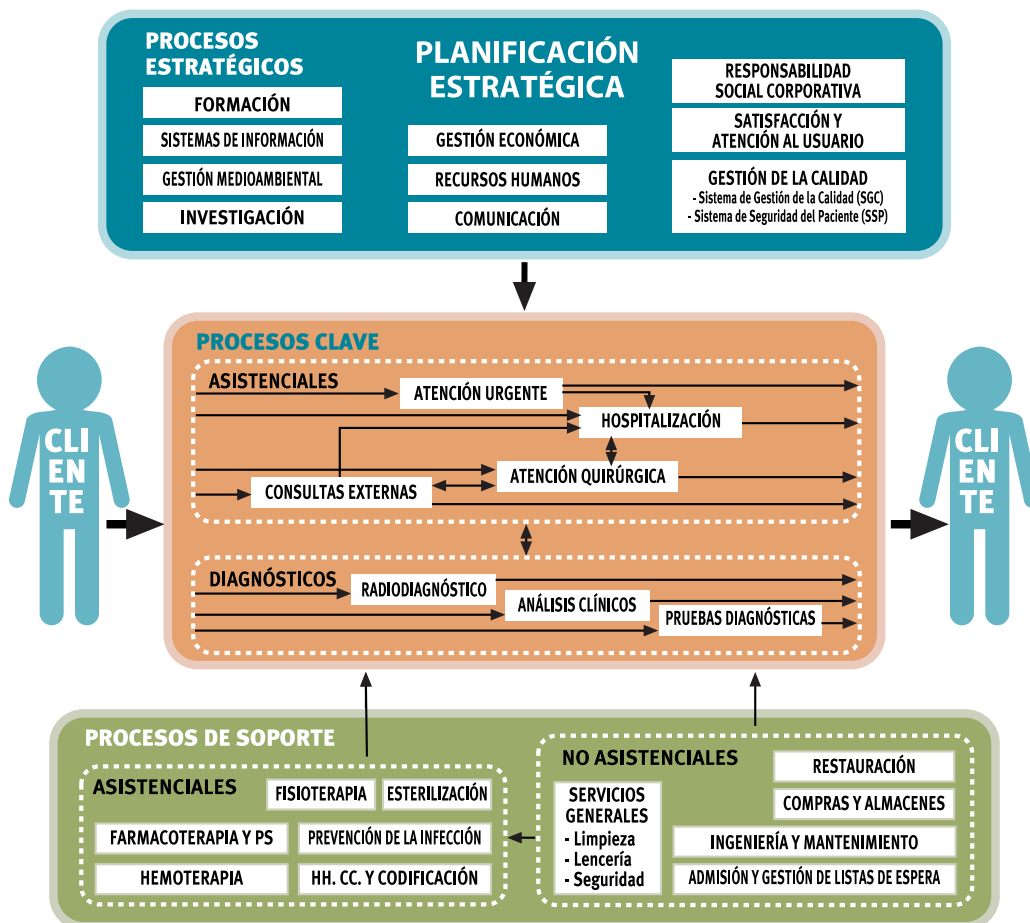 PROCESOS
ESTRATÉGICOS
FORMACIÓN
SISTEMAS DE INFORMACIÓN
GESTIÓN MEDIOAMBIENTAL
INVESTIGACIÓN
PLANIFICACIÓN
ESTRATÉGICA
GESTIÓN ECONÓMICA
RECURSOS HUMANOS
COMUNICACIÓN
RESPONSABILIDAD
SOCIAL CORPORATIVA
SATISFACCIÓN Y
ATENCIÓN AL USUARIO
GESTIÓN DE LA CALIDAD
- Sistema de Gestión de la Calidad (SGC)
- Sistema de Seguridad del Paciente (SSP)
CLI
EN
TE
PROCESOS CLAVE
ASISTENCIALES
ATENCIÓN URGENTE
HOSPITALIZACIÓN
ATENCIÓN QUIRÚRGICA
CONSULTAS EXTERNAS
DIAGNÓSTICOS
RADIODIAGNÓSTICO
ANÁLISIS CLÍNICOS
PRUEBAS DIAGNÓSTICAS
CLI
EN
TE
PROCESOS DE SOPORTE
ASISTENCIALES
FISIOTERAPIA
ESTERILIZACIÓN
FARMACOTERAPIA Y PS
PREVENCIÓN DE LA INFECCIÓN
HEMOTERAPIA
HH. CC. Y CODIFICACIÓN
NO ASISTENCIALES
SERVICIOS
GENERALES
- Limpieza
- Lencería
- Seguridad
RESTAURACIÓN
COMPRAS Y ALMACENES
INGENIERÍA Y MANTENIMIENTO
ADMISIÓN Y GESTIÓN DE LISTAS DE ESPERA